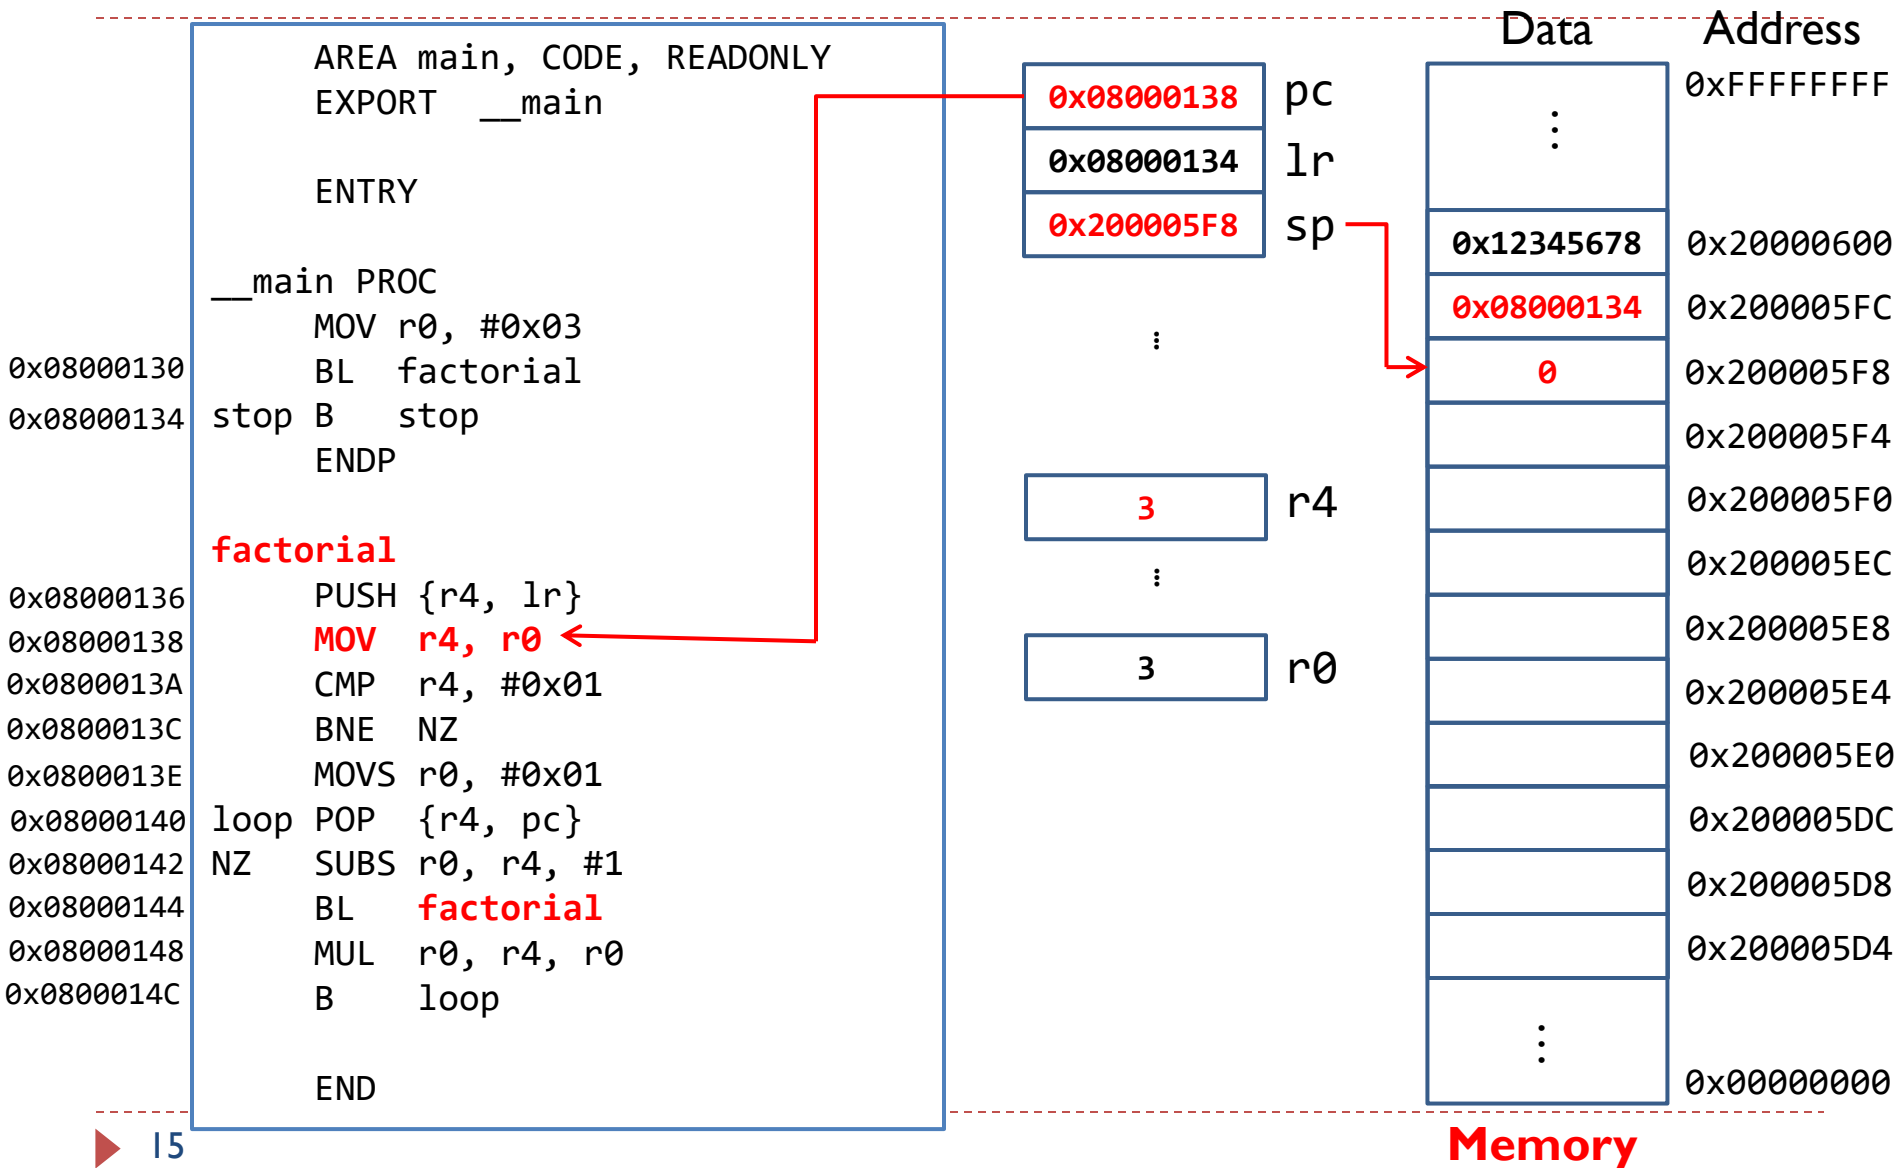 Data Address
AREA main, CODE, READONLY
EXPORT __main
ENTRY
__main PROC
MOV r0, #0x03
0x08000130 BL factorial
0x08000134 stop B stop
ENDP
factorial
0x08000136 PUSH {r4, lr}
0x08000138 MOV r4, r0
0x0800013A CMP r4, #0x01
0x0800013C BNE NZ
0x0800013E MOVS r0, #0x01
0x08000140 loop POP {r4, pc}
0x08000142 NZ SUBS r0, r4, #1
0x08000144 BL factorial
0x08000148 MUL r0, r4, r0
0x0800014C B loop
END
0x08000138 pc
0x08000134 lr
0x200005F8 sp
⋮
3 r4
⋮
3 r0
0xFFFFFFFF
⋮
0x12345678 0x20000600
0x08000134 0x200005FC
0 0x200005F8
0x200005F4
0x200005F0
0x200005EC
0x200005E8
0x200005E4
0x200005E0
0x200005DC
0x200005D8
0x200005D4
⋮
0x00000000
15
Memory